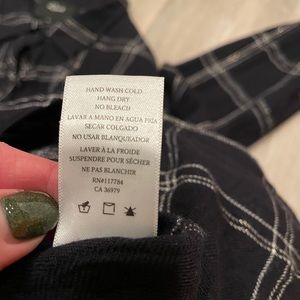 HAND WASH COLD
HANG DRY
NO BLEACH
LAVAR A MANO EN AGUA FRIA
SECAR COLGADO
NO USAR BLANQUEADOR
LAVER À LA FROIDE
SUSPENDRE POUR SÉCHER
NE PAS BLANCHIR
RN#117784
CA 36979